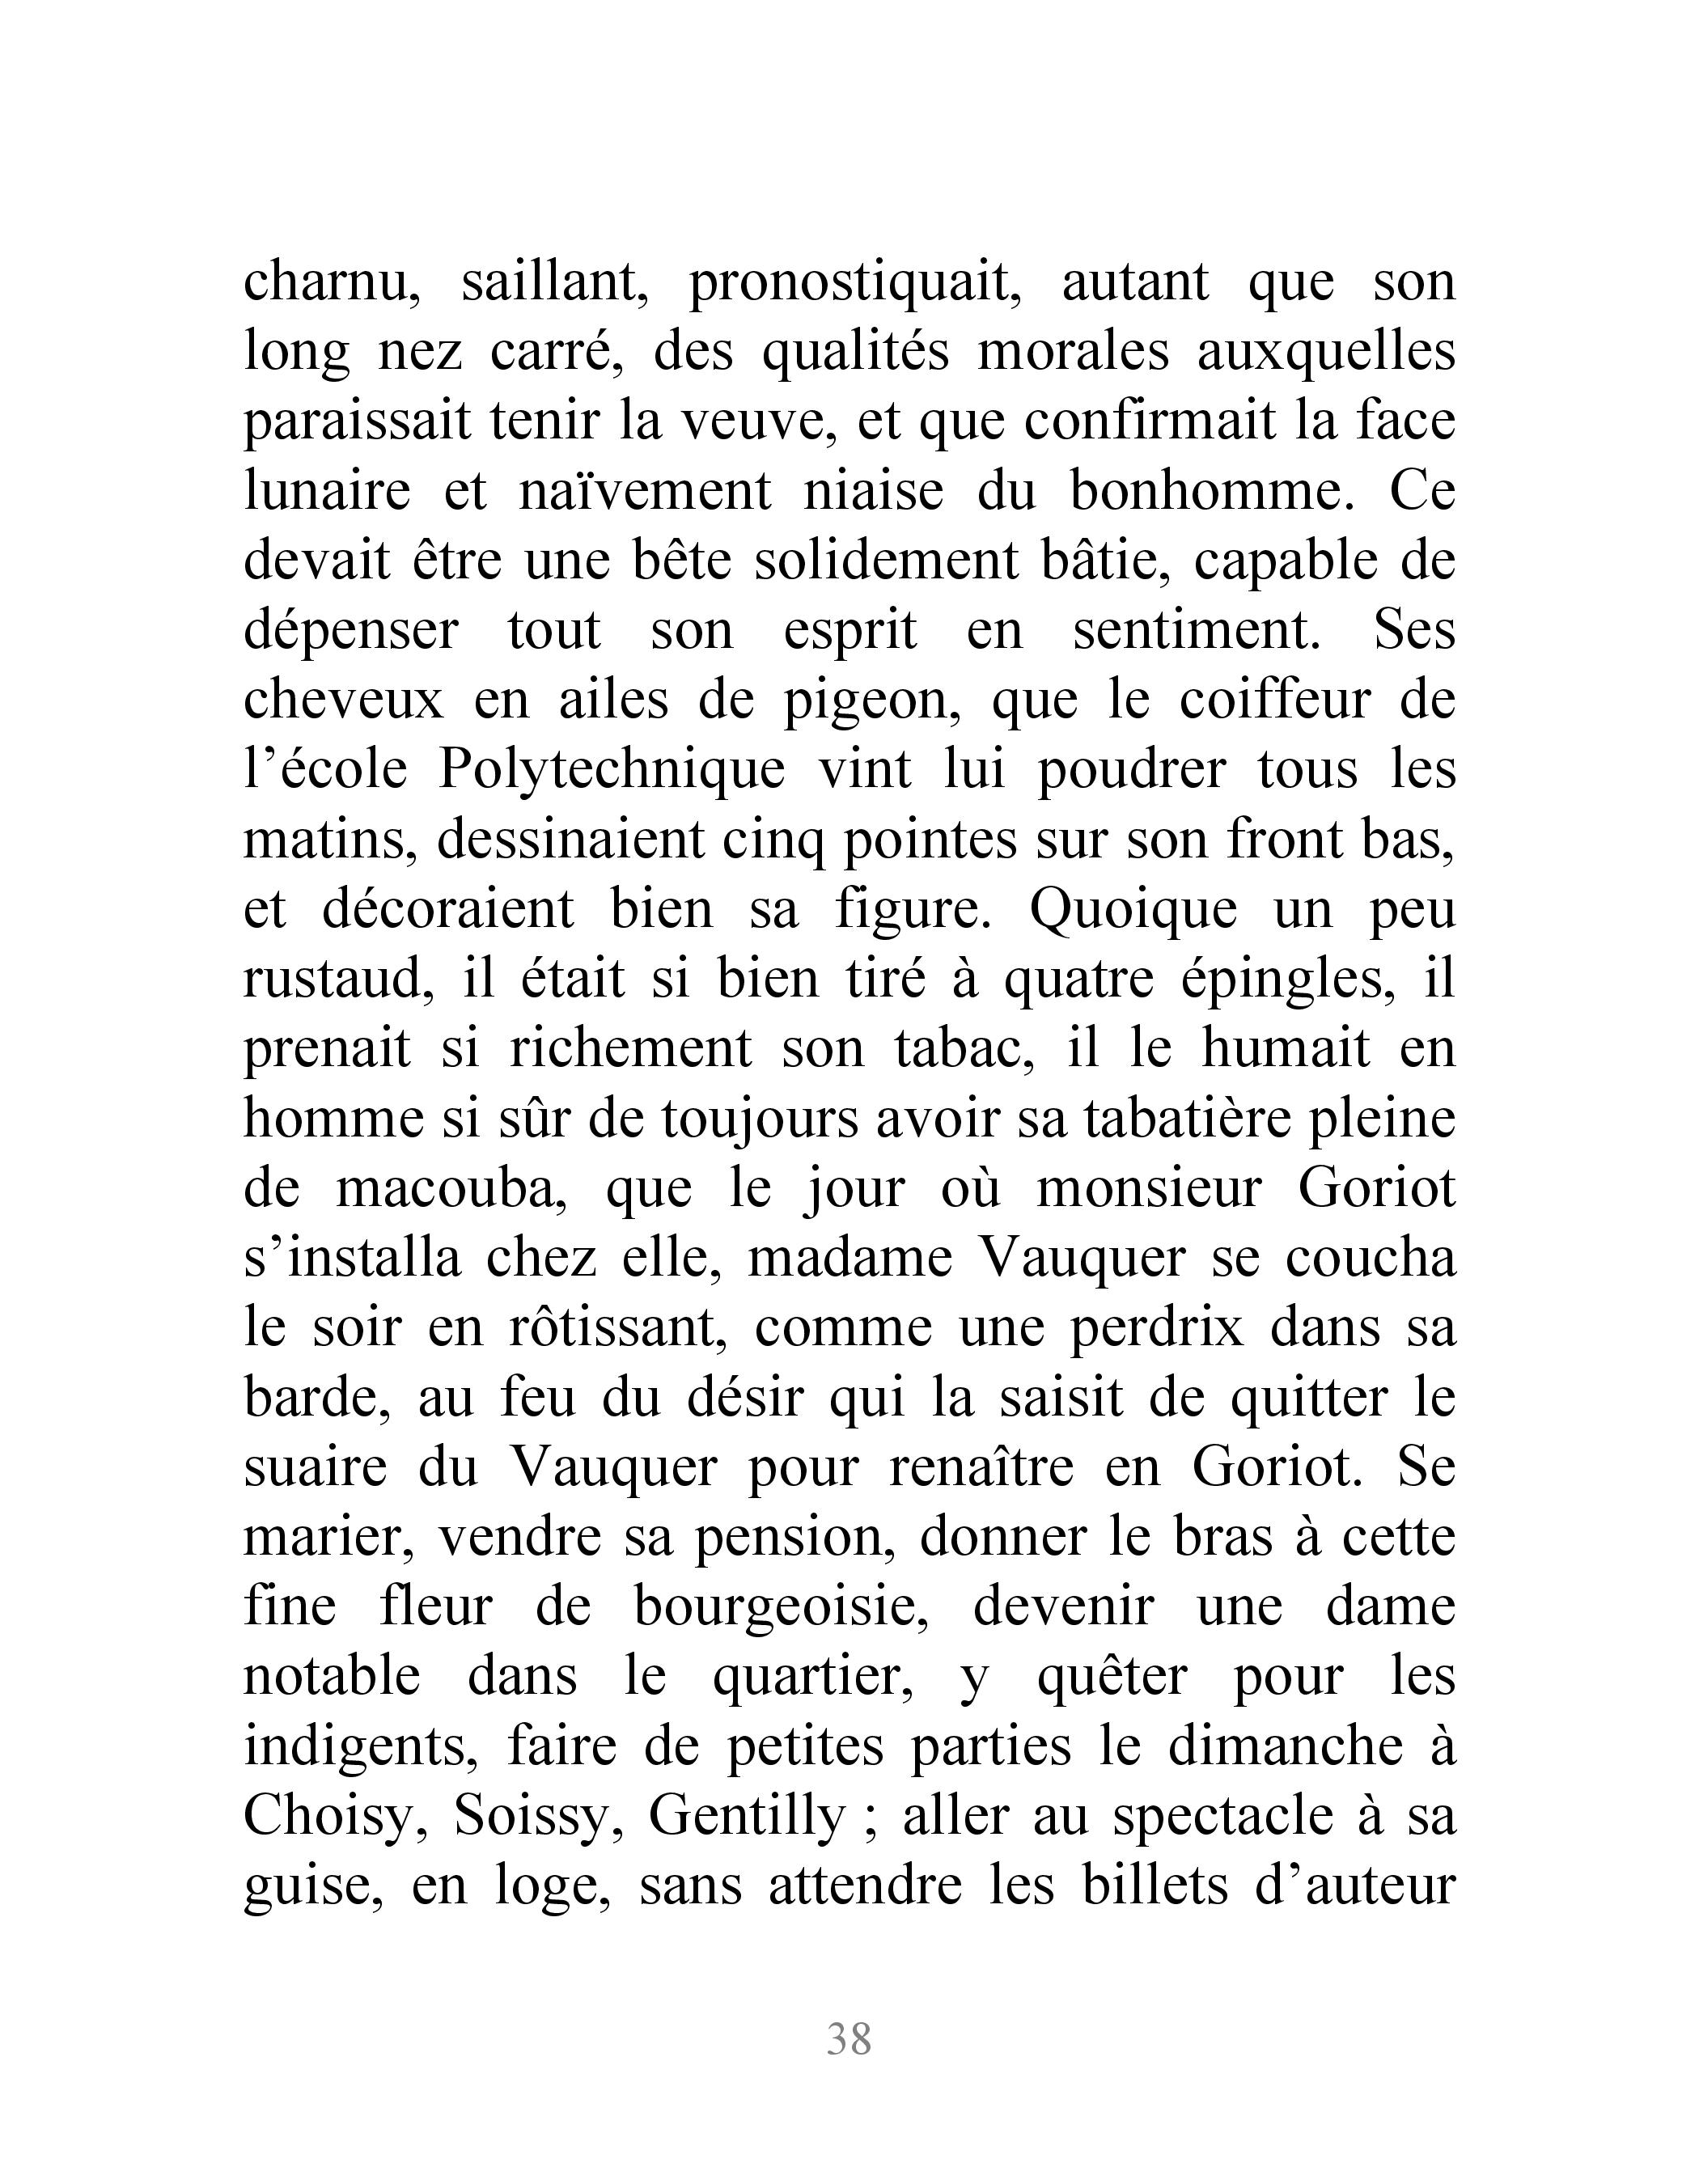 charnu, saillant, pronostiquait, autant que son
long nez carré, des qualités morales auxquelles
paraissait tenir la veuve, et que confirmait la face
lunaire et naïvement niaise du bonhomme. Ce
devait être une bête solidement bâtie, capable de
dépenser tout son esprit en sentiment. Ses
cheveux en ailes de pigeon, que le coiffeur de
l’école Polytechnique vint lui poudrer tous les
matins, dessinaient cinq pointes sur son front bas,
et décoraient bien sa figure. Quoique un peu
rustaud, il était si bien tiré à quatre épingles, il
prenait si richement son tabac, il le humait en
homme si sûr de toujours avoir sa tabatière pleine
de macouba, que le jour où monsieur Goriot
s’installa chez elle, madame Vauquer se coucha
le soir en rôtissant, comme une perdrix dans sa
barde, au feu du désir qui la saisit de quitter le
suaire du Vauquer pour renaître en Goriot. Se
marier, vendre sa pension, donner le bras à cette
fine fleur de bourgeoisie, devenir une dame
notable dans le quartier, y quêter pour les
indigents, faire de petites parties le dimanche à
Choisy, Soissy, Gentilly ; aller au spectacle à sa
guise, en loge, sans attendre les billets d’auteur
38